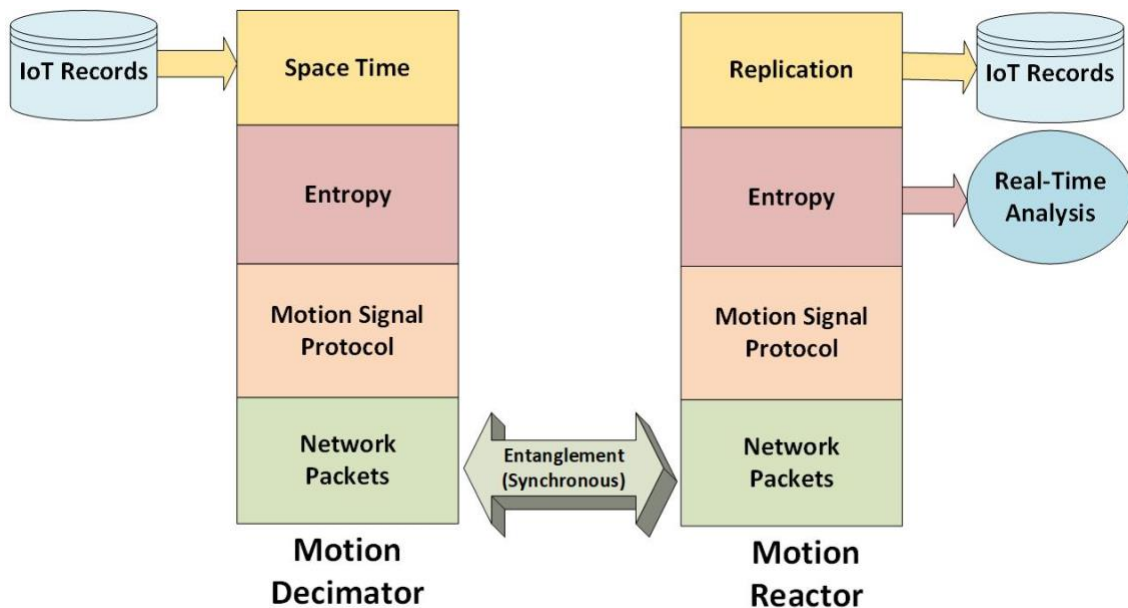 IoT Records
Space Time
Entropy
Motion Signal
Protocol
Network
Packets
Motion
Decimator
Entanglement
(Synchronous)
Replication
IoT Records
Entropy
Real-Time
Analysis
Motion Signal
Protocol
Network
Packets
Motion
Reactor